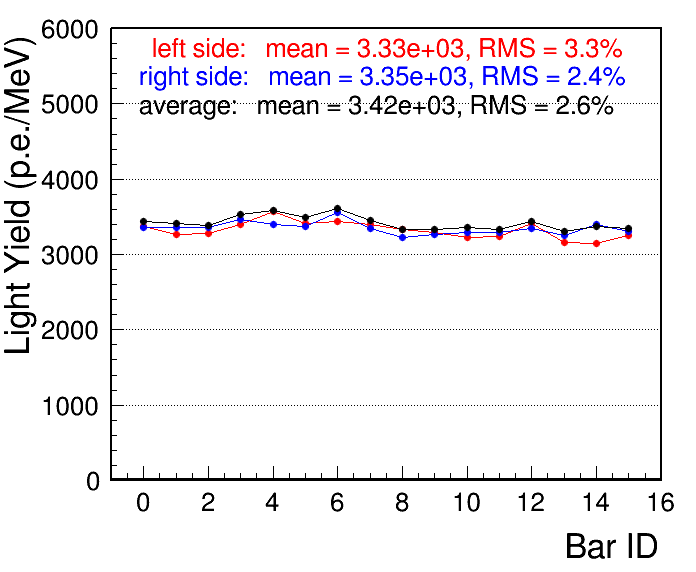 left side: mean = 3.33e+03, RMS = 3.3%
right side: mean = 3.35e+03, RMS = 2.4%
average: mean = 3.42e+03, RMS = 2.6%
Light Yield (p.e./MeV)
6000
5000
4000
3000
2000
1000
0
0 2 4 6 8 10 12 14 16
Bar ID